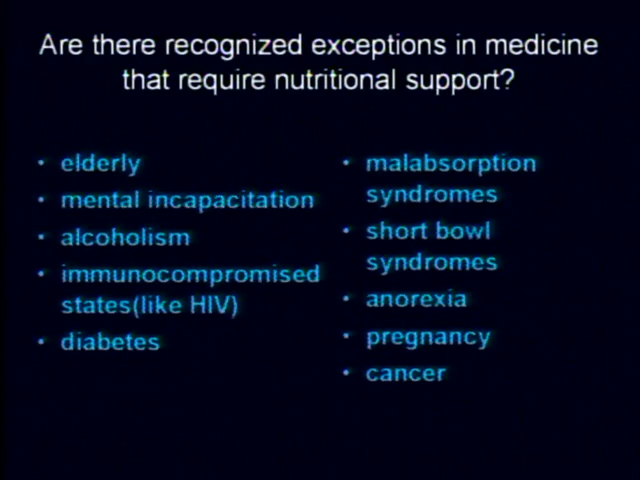 Are there recognized exceptions in medicine
that require nutritional support?
• elderly
• mental incapacitation
• alcoholism
• immunocompromised
states(like HIV)
• diabetes
• malabsorption
syndromes
• short bowl
syndromes
• anorexia
• pregnancy
• cancer